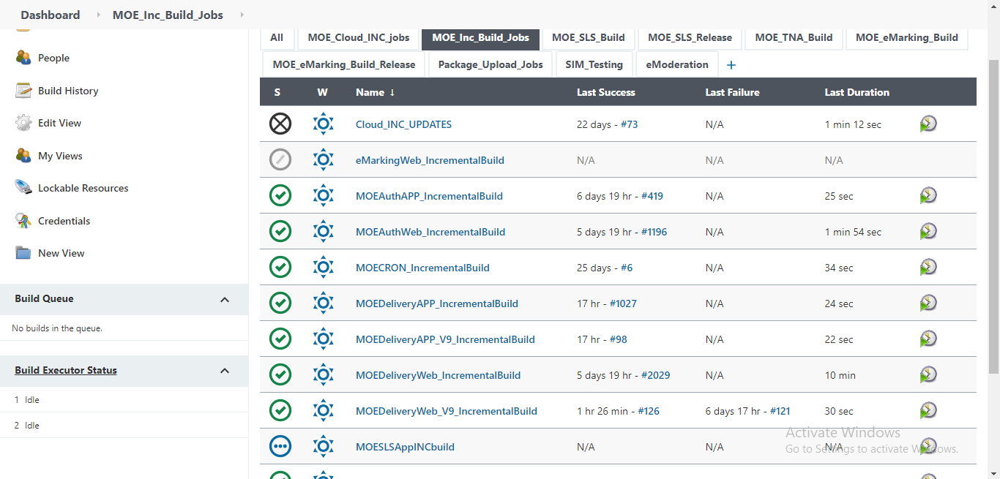 Dashboard MOE_Inc_Build_Jobs
People
Build History
Edit View
My Views
Lockable Resources
Credentials
New View
Build Queue
No builds in the queue.
Build Executor Status
1 Idle
2 Idle
All MOE_Cloud_INC_jobs MOE_Inc_Build_Jobs MOE_SLS_Build MOE_SLS_Release MOE_TNA_Build MOE_eMarking_Build
MOE_eMarking_Build_Release Package_Upload_Jobs SIM_Testing eModeration +
S W Name ↓ Last Success Last Failure Last Duration
Cloud_INC_UPDATES 22 days - #73 N/A 1 min 12 sec
eMarkingWeb_IncrementalBuild N/A N/A N/A
MOEAuthAPP_IncrementalBuild 6 days 19 hr - #419 N/A 25 sec
MOEAuthWeb_IncrementalBuild 5 days 19 hr - #1196 N/A 1 min 54 sec
MOECRON_IncrementalBuild 25 days - #6 N/A 34 sec
MOEDeliveryAPP_IncrementalBuild 17 hr - #1027 N/A 24 sec
MOEDeliveryAPP_V9_IncrementalBuild 17 hr - #98 N/A 22 sec
MOEDeliveryWeb_IncrementalBuild 5 days 19 hr - #2029 N/A 10 min
MOEDeliveryWeb_V9_IncrementalBuild 1 hr 26 min - #126 6 days 17 hr - #121 30 sec
MOESLSAppINCbuild N/A N/A N/A
Activate Windows
Go to Settings to activate Windows.